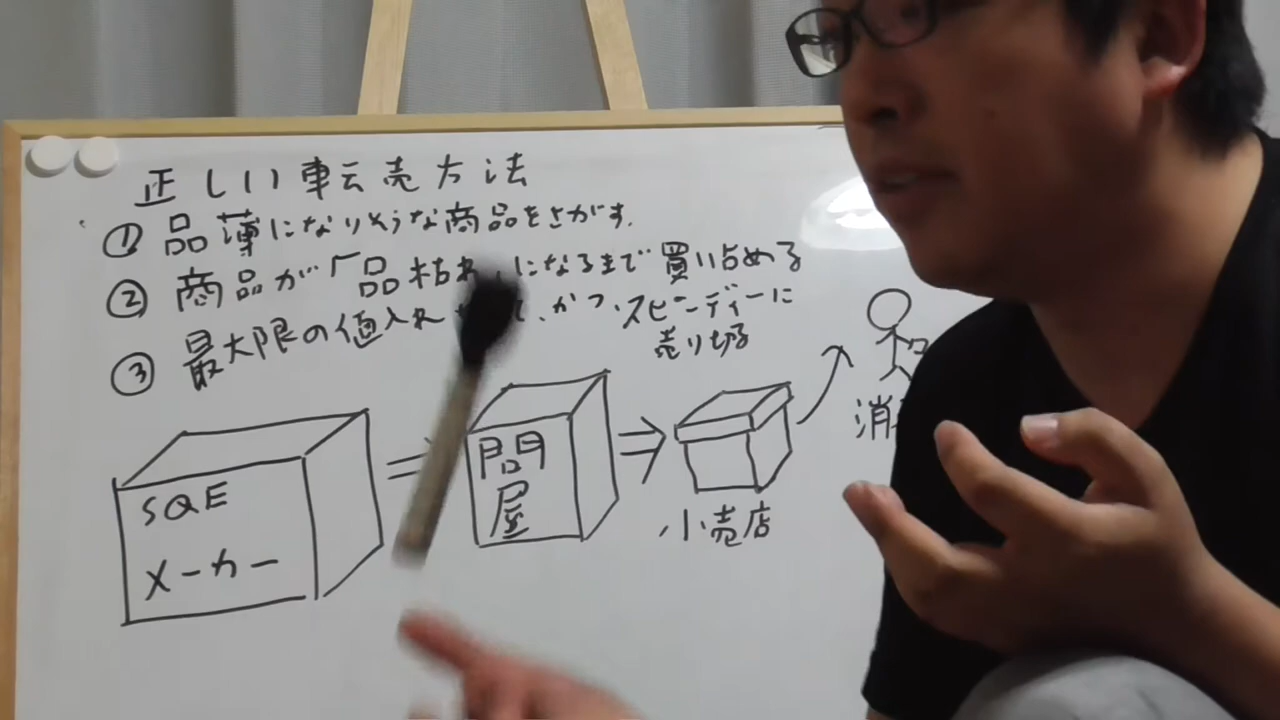 正しい転売方法
① 品薄になりそうな商品をさがす.
② 商品が「品枯れ」になるまで買い占める
③ 最大限の値入れ 、かつ、スピーディーに
売り切る
SQE
メーカー
問
屋
小売店
消